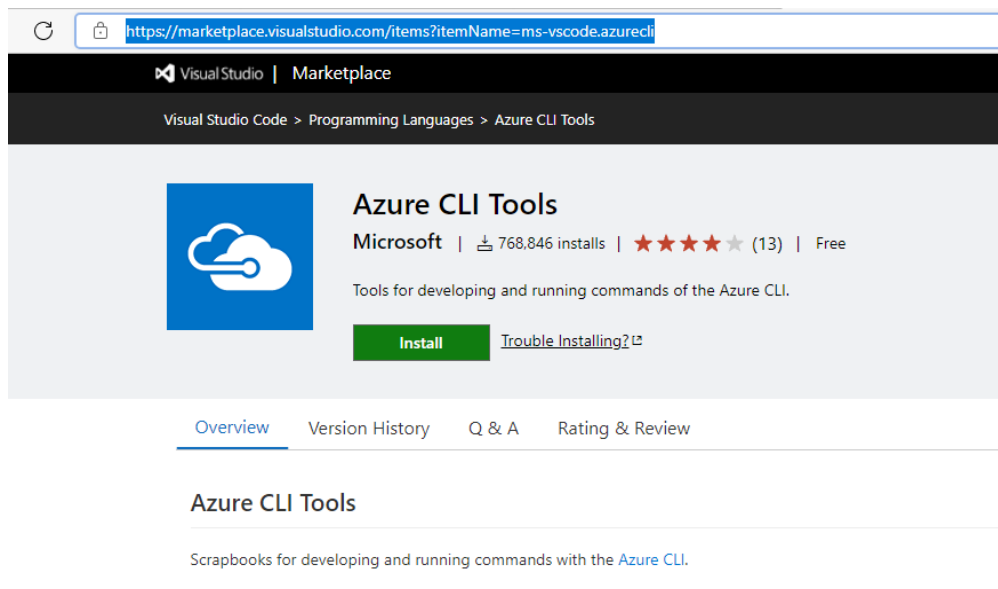 https://marketplace.visualstudio.com/items?itemName=ms-vscode.azurecli
Visual Studio | Marketplace
Visual Studio Code > Programming Languages > Azure CLI Tools
Azure CLI Tools
Microsoft | 768,846 installs | (13) | Free
Tools for developing and running commands of the Azure CLI.
Install Trouble Installing?
Overview Version History Q & A Rating & Review
Azure CLI Tools
Scrapbooks for developing and running commands with the Azure CLI.